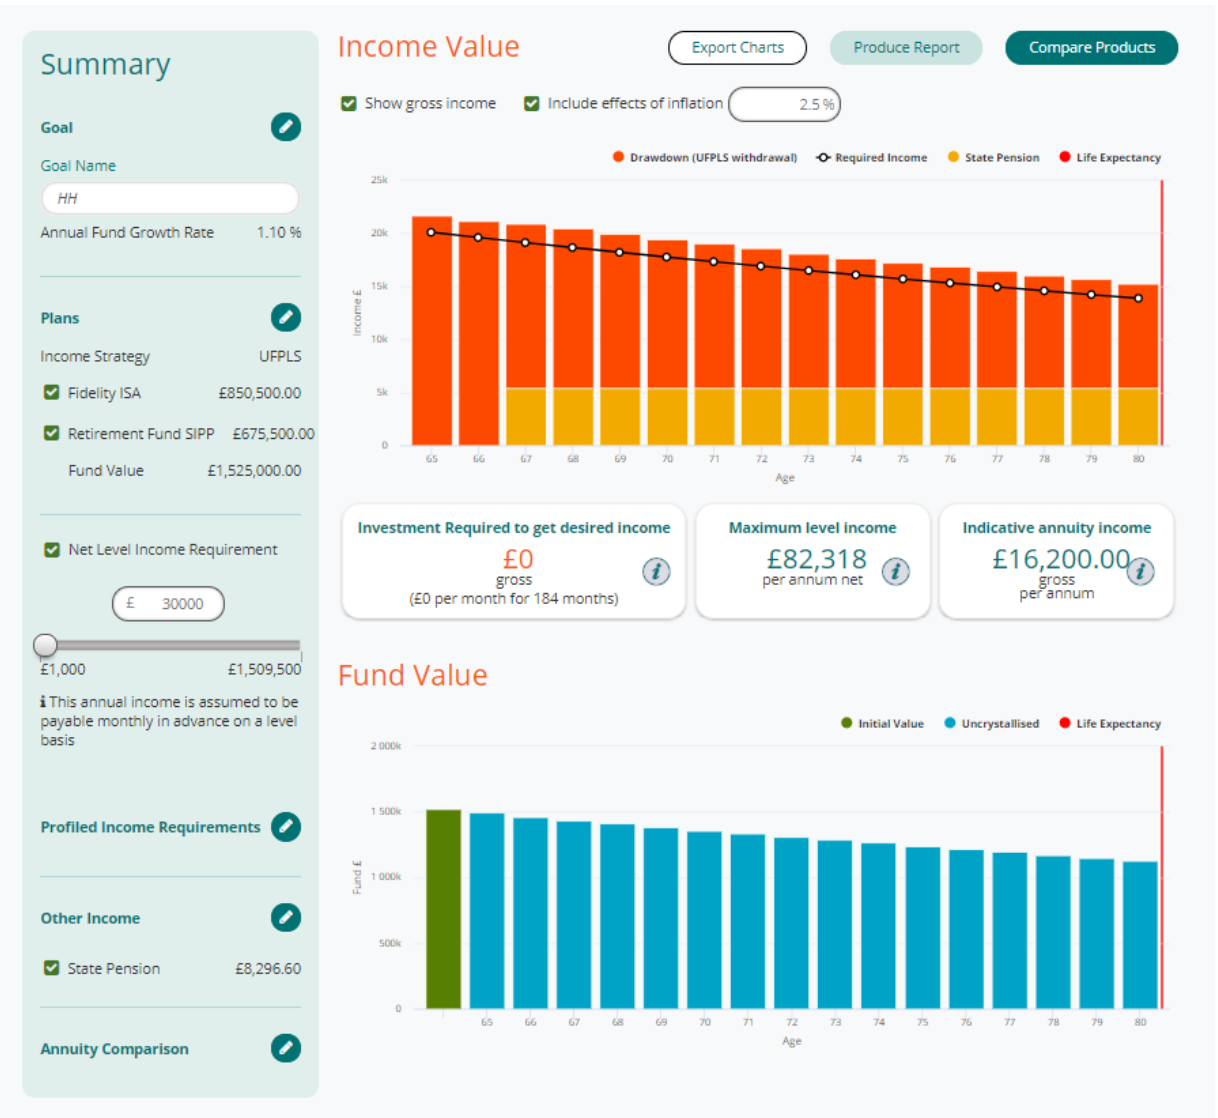 Summary
Goal
Goal Name
HH
Annual Fund Growth Rate 1.10 %
Plans
Income Strategy UFPLS
Fidelity ISA £850,500.00
Retirement Fund SIPP £675,500.00
Fund Value £1,525,000.00
Net Level Income Requirement
£ 30000
£1,000 £1,509,500
i This annual income is assumed to be
payable monthly in advance on a level
basis
Profiled Income Requirements
Other Income
State Pension £8,296.60
Annuity Comparison
Income Value
Export Charts Produce Report Compare Products
Show gross income Include effects of inflation 2.5 %
Drawdown (UFPLS withdrawal) Required Income State Pension Life Expectancy
25k
20k
15k
10k
5k
0
Income £
65 66 67 68 69 70 71 72 73 74 75 76 77 78 79 80
Age
Investment Required to get desired income
£0
gross
(£0 per month for 184 months)
i
Maximum level income
£82,318
per annum net
i
Indicative annuity income
£16,200.00
gross
per annum
i
Fund Value
Initial Value Uncrystallised Life Expectancy
2 000k
1 500k
1 000k
500k
0
Fund £
65 66 67 68 69 70 71 72 73 74 75 76 77 78 79 80
Age